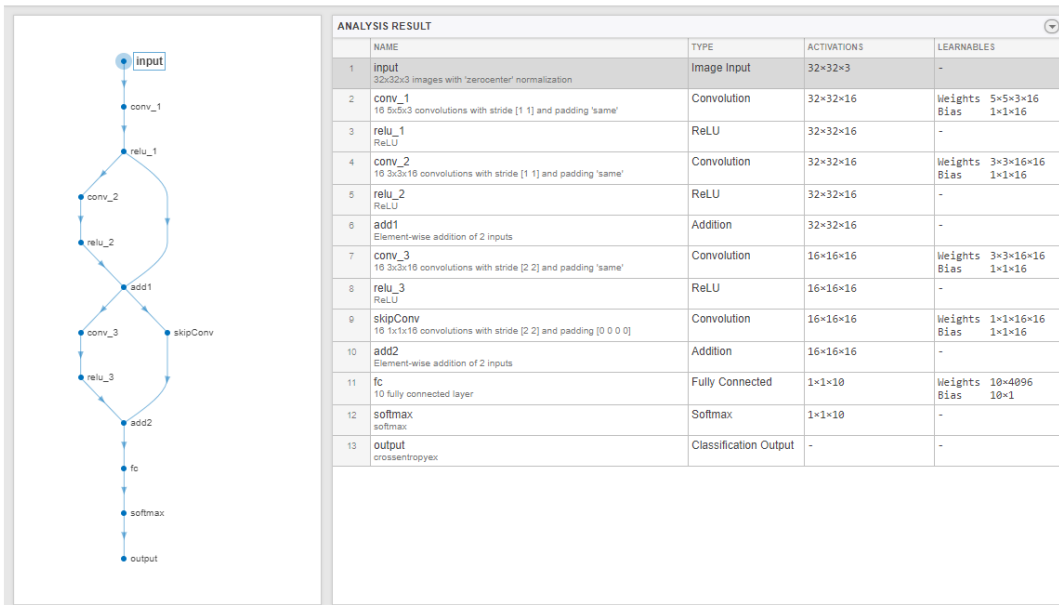 input
conv_1
relu_1
conv_2
relu_2
add1
conv_3
skipConv
relu_3
add2
fc
softmax
output
ANALYSIS RESULT
NAME TYPE ACTIVATIONS LEARNABLES
1 input Image Input 32×32×3 -
32x32x3 images with 'zerocenter' normalization
2 conv_1 Convolution 32×32×16 Weights 5×5×3×16
16 5x5x3 convolutions with stride [1 1] and padding 'same' Bias 1×1×16
3 relu_1 ReLU 32×32×16 -
ReLU
4 conv_2 Convolution 32×32×16 Weights 3×3×16×16
16 3x3x16 convolutions with stride [1 1] and padding 'same' Bias 1×1×16
5 relu_2 ReLU 32×32×16 -
ReLU
6 add1 Addition 32×32×16 -
Element-wise addition of 2 inputs
7 conv_3 Convolution 16×16×16 Weights 3×3×16×16
16 3x3x16 convolutions with stride [2 2] and padding 'same' Bias 1×1×16
8 relu_3 ReLU 16×16×16 -
ReLU
9 skipConv Convolution 16×16×16 Weights 1×1×16×16
16 1x1x16 convolutions with stride [2 2] and padding [0 0 0 0] Bias 1×1×16
10 add2 Addition 16×16×16 -
Element-wise addition of 2 inputs
11 fc Fully Connected 1×1×10 Weights 10×4096
10 fully connected layer Bias 10×1
12 softmax Softmax 1×1×10 -
softmax
13 output Classification Output - -
crossentropyex